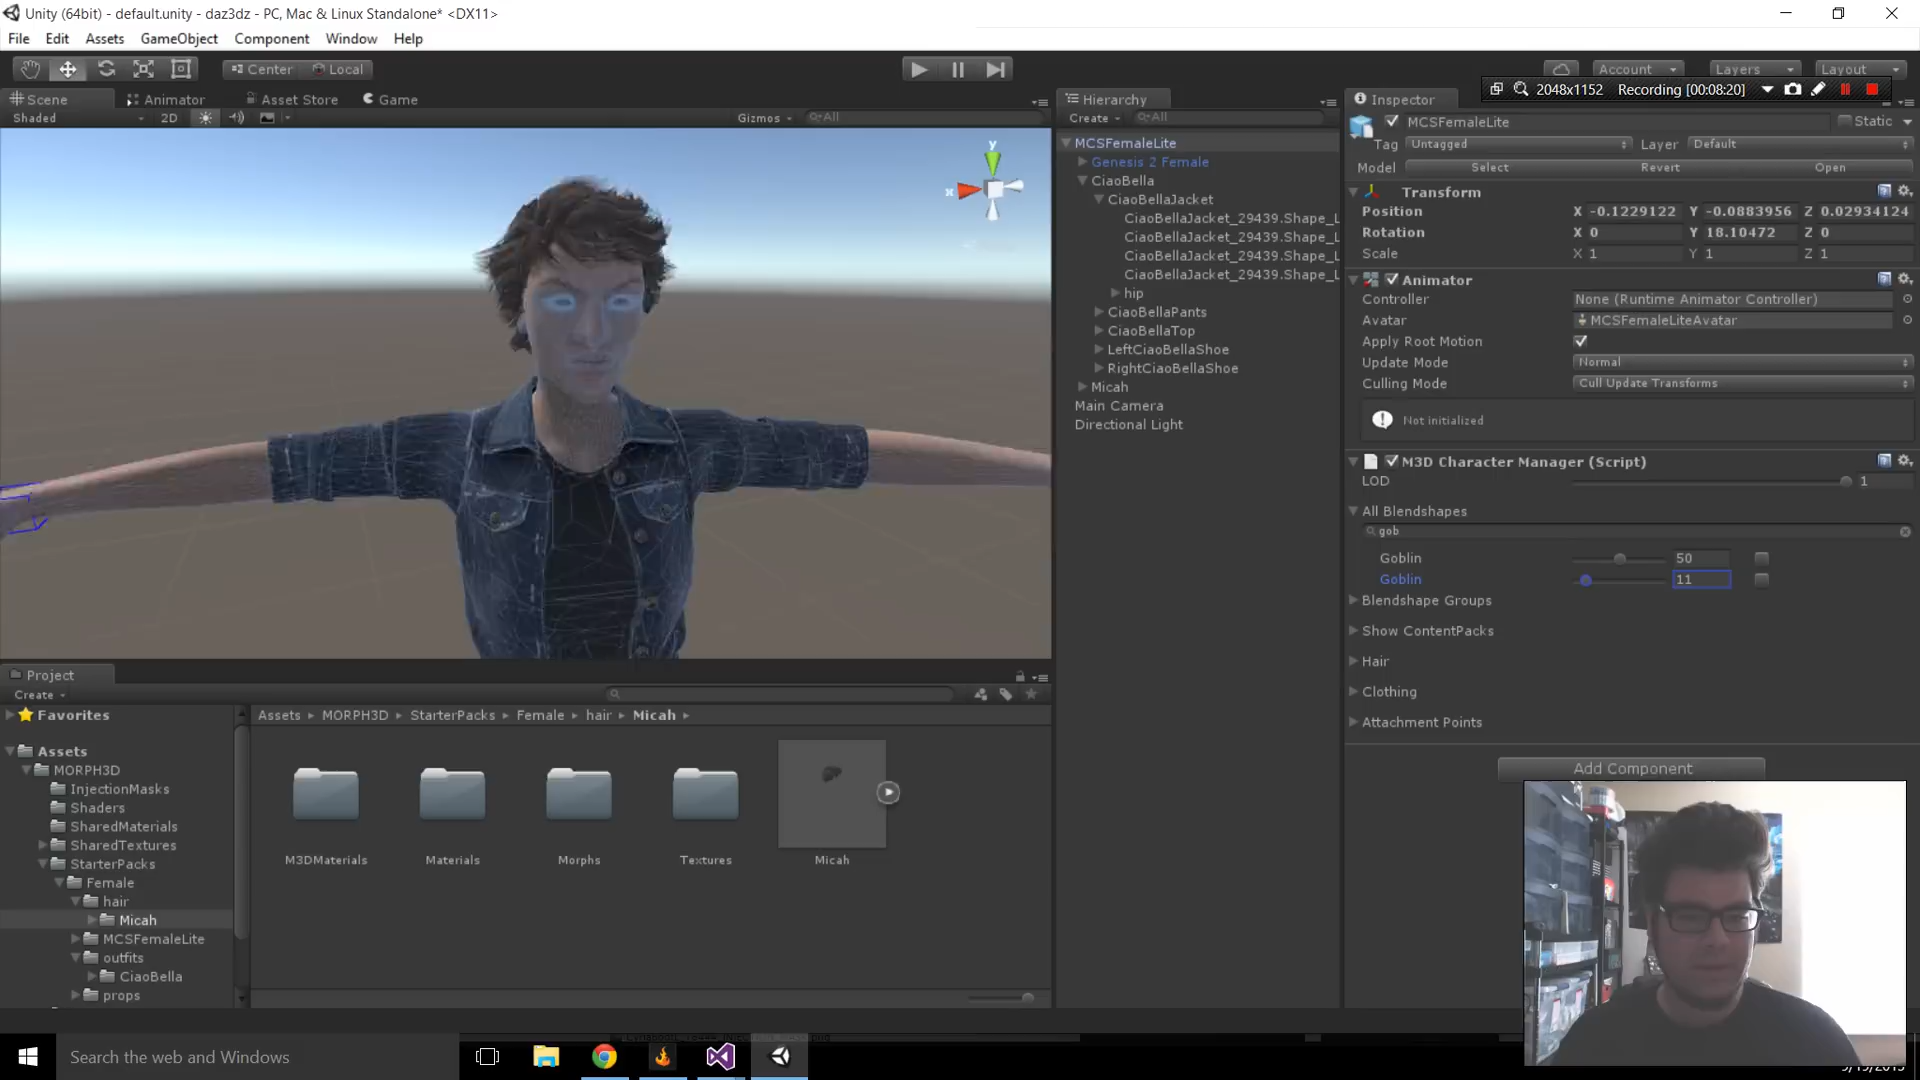 Unity (64bit) - default.unity - daz3dz - PC, Mac & Linux Standalone* <DX11>
File Edit Assets GameObject Component Window Help
Center Local
Account Layers Layout
2048x1152 Recording [00:08:20]
Scene Animator Asset Store Game
Shaded 2D Gizmos All
y
x
Hierarchy
Create All
MCSFemaleLite
Genesis 2 Female
CiaoBella
CiaoBellaJacket
CiaoBellaJacket_29439.Shape_L
CiaoBellaJacket_29439.Shape_L
CiaoBellaJacket_29439.Shape_L
CiaoBellaJacket_29439.Shape_L
hip
CiaoBellaPants
CiaoBellaTop
LeftCiaoBellaShoe
RightCiaoBellaShoe
Micah
Main Camera
Directional Light
Inspector
MCSFemaleLite Static
Tag Untagged Layer Default
Model Select Revert Open
Transform
Position X -0.1229122 Y -0.0883956 Z 0.02934124
Rotation X 0 Y 18.10472 Z 0
Scale X 1 Y 1 Z 1
Animator
Controller None (Runtime Animator Controller)
Avatar MCSFemaleLiteAvatar
Apply Root Motion
Update Mode Normal
Culling Mode Cull Update Transforms
Not initialized
M3D Character Manager (Script)
LOD 1
All Blendshapes
gob
Goblin 50
Goblin 11
Blendshape Groups
Show ContentPacks
Hair
Clothing
Attachment Points
Add Component
Project
Create
Favorites
Assets
MORPH3D
InjectionMasks
Shaders
SharedMaterials
SharedTextures
StarterPacks
Female
hair
Micah
MCSFemaleLite
outfits
CiaoBella
props
Assets MORPH3D StarterPacks Female hair Micah
M3DMaterials Materials Morphs Textures Micah
Search the web and Windows